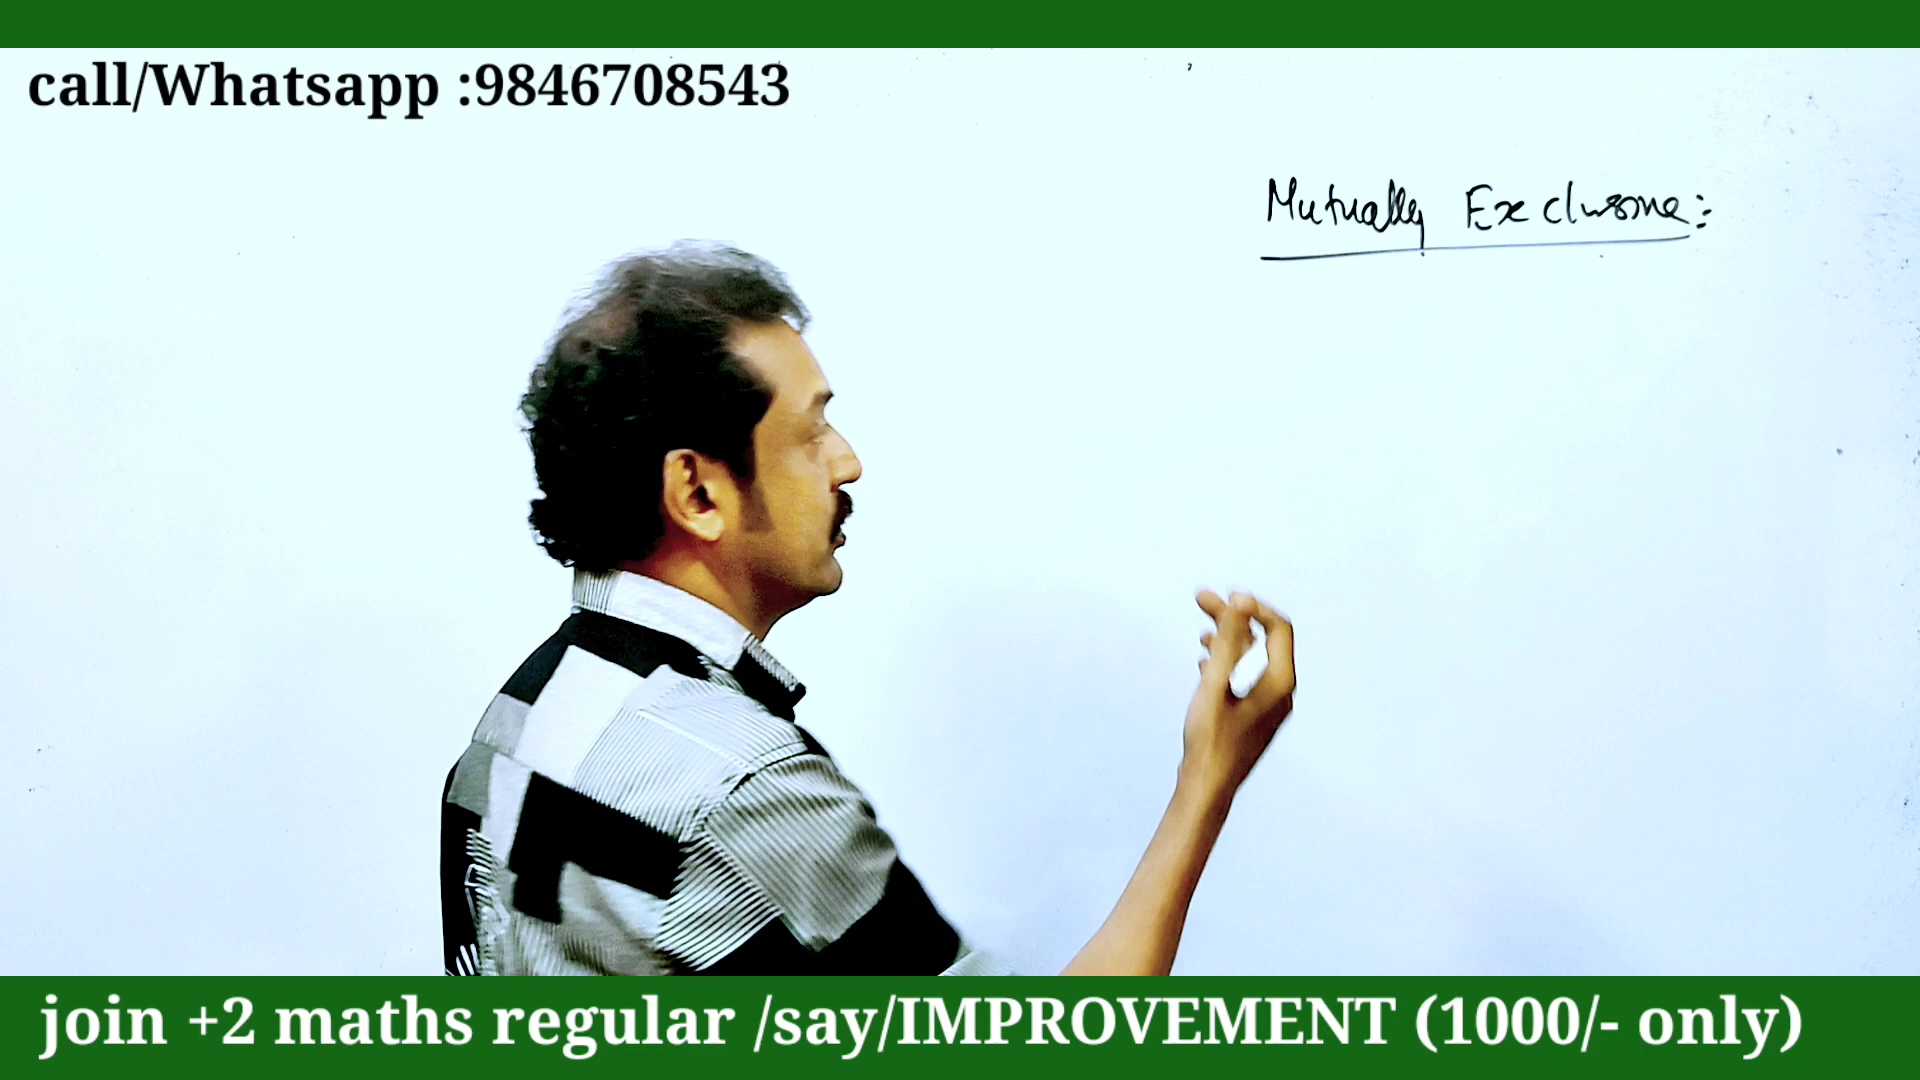 call/Whatsapp :9846708543
Mutually Exclusive:
join +2 maths regular /say/IMPROVEMENT (1000/- only)